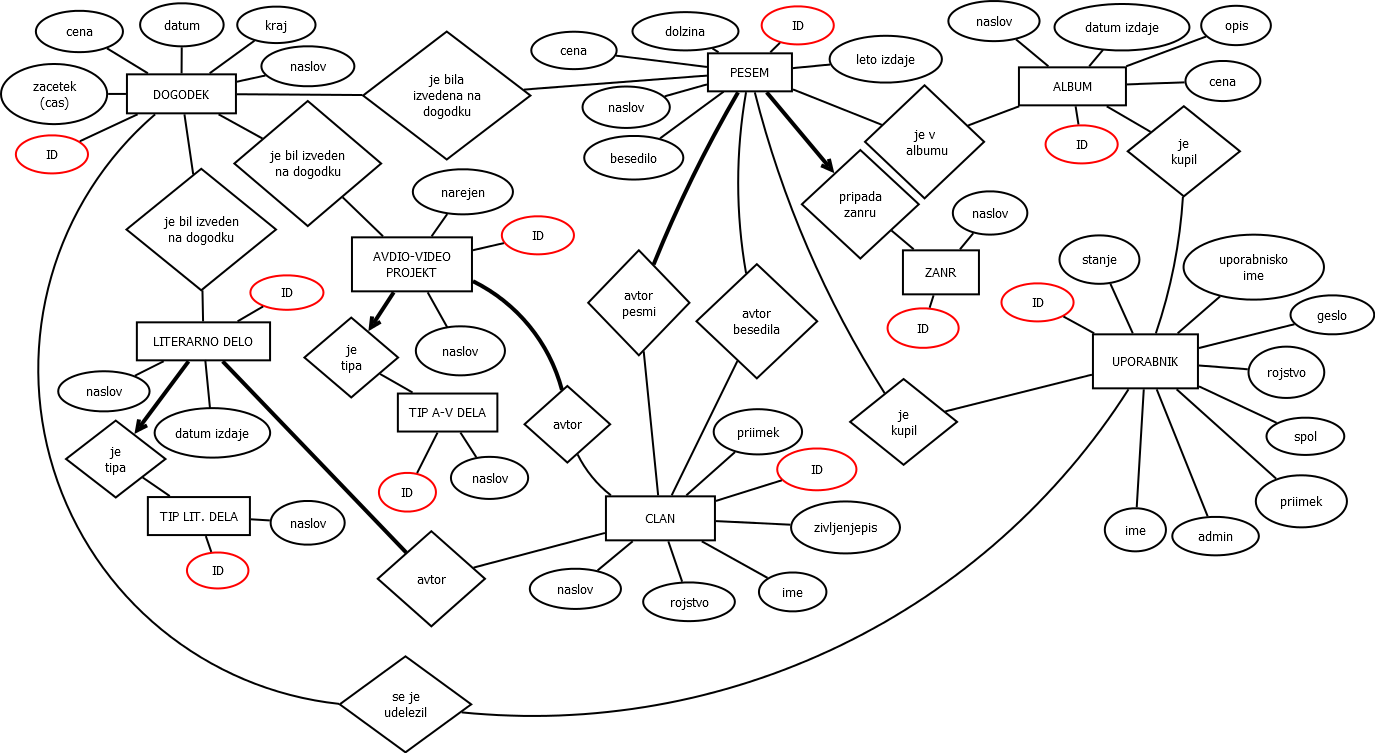 cena
datum
kraj
naslov
zacetek
(cas)
DOGODEK
ID
je bila
izvedena na
dogodku
je bil izveden
na dogodku
je bil izveden
na dogodku
dolzina
ID
cena
leto izdaje
PESEM
naslov
besedilo
naslov
datum izdaje
opis
ALBUM
cena
ID
je v
albumu
je
kupil
pripada
zanru
naslov
ZANR
ID
narejen
ID
AVDIO-VIDEO
PROJEKT
naslov
je
tipa
TIP A-V DELA
ID
naslov
avtor
ID
LITERARNO DELO
naslov
datum izdaje
je
tipa
TIP LIT. DELA
naslov
ID
avtor
avtor
pesmi
avtor
besedila
je
kupil
stanje
uporabnisko
ime
ID
geslo
UPORABNIK
rojstvo
spol
priimek
admin
ime
priimek
ID
CLAN
zivljenjepis
naslov
rojstvo
ime
se je
udelezil